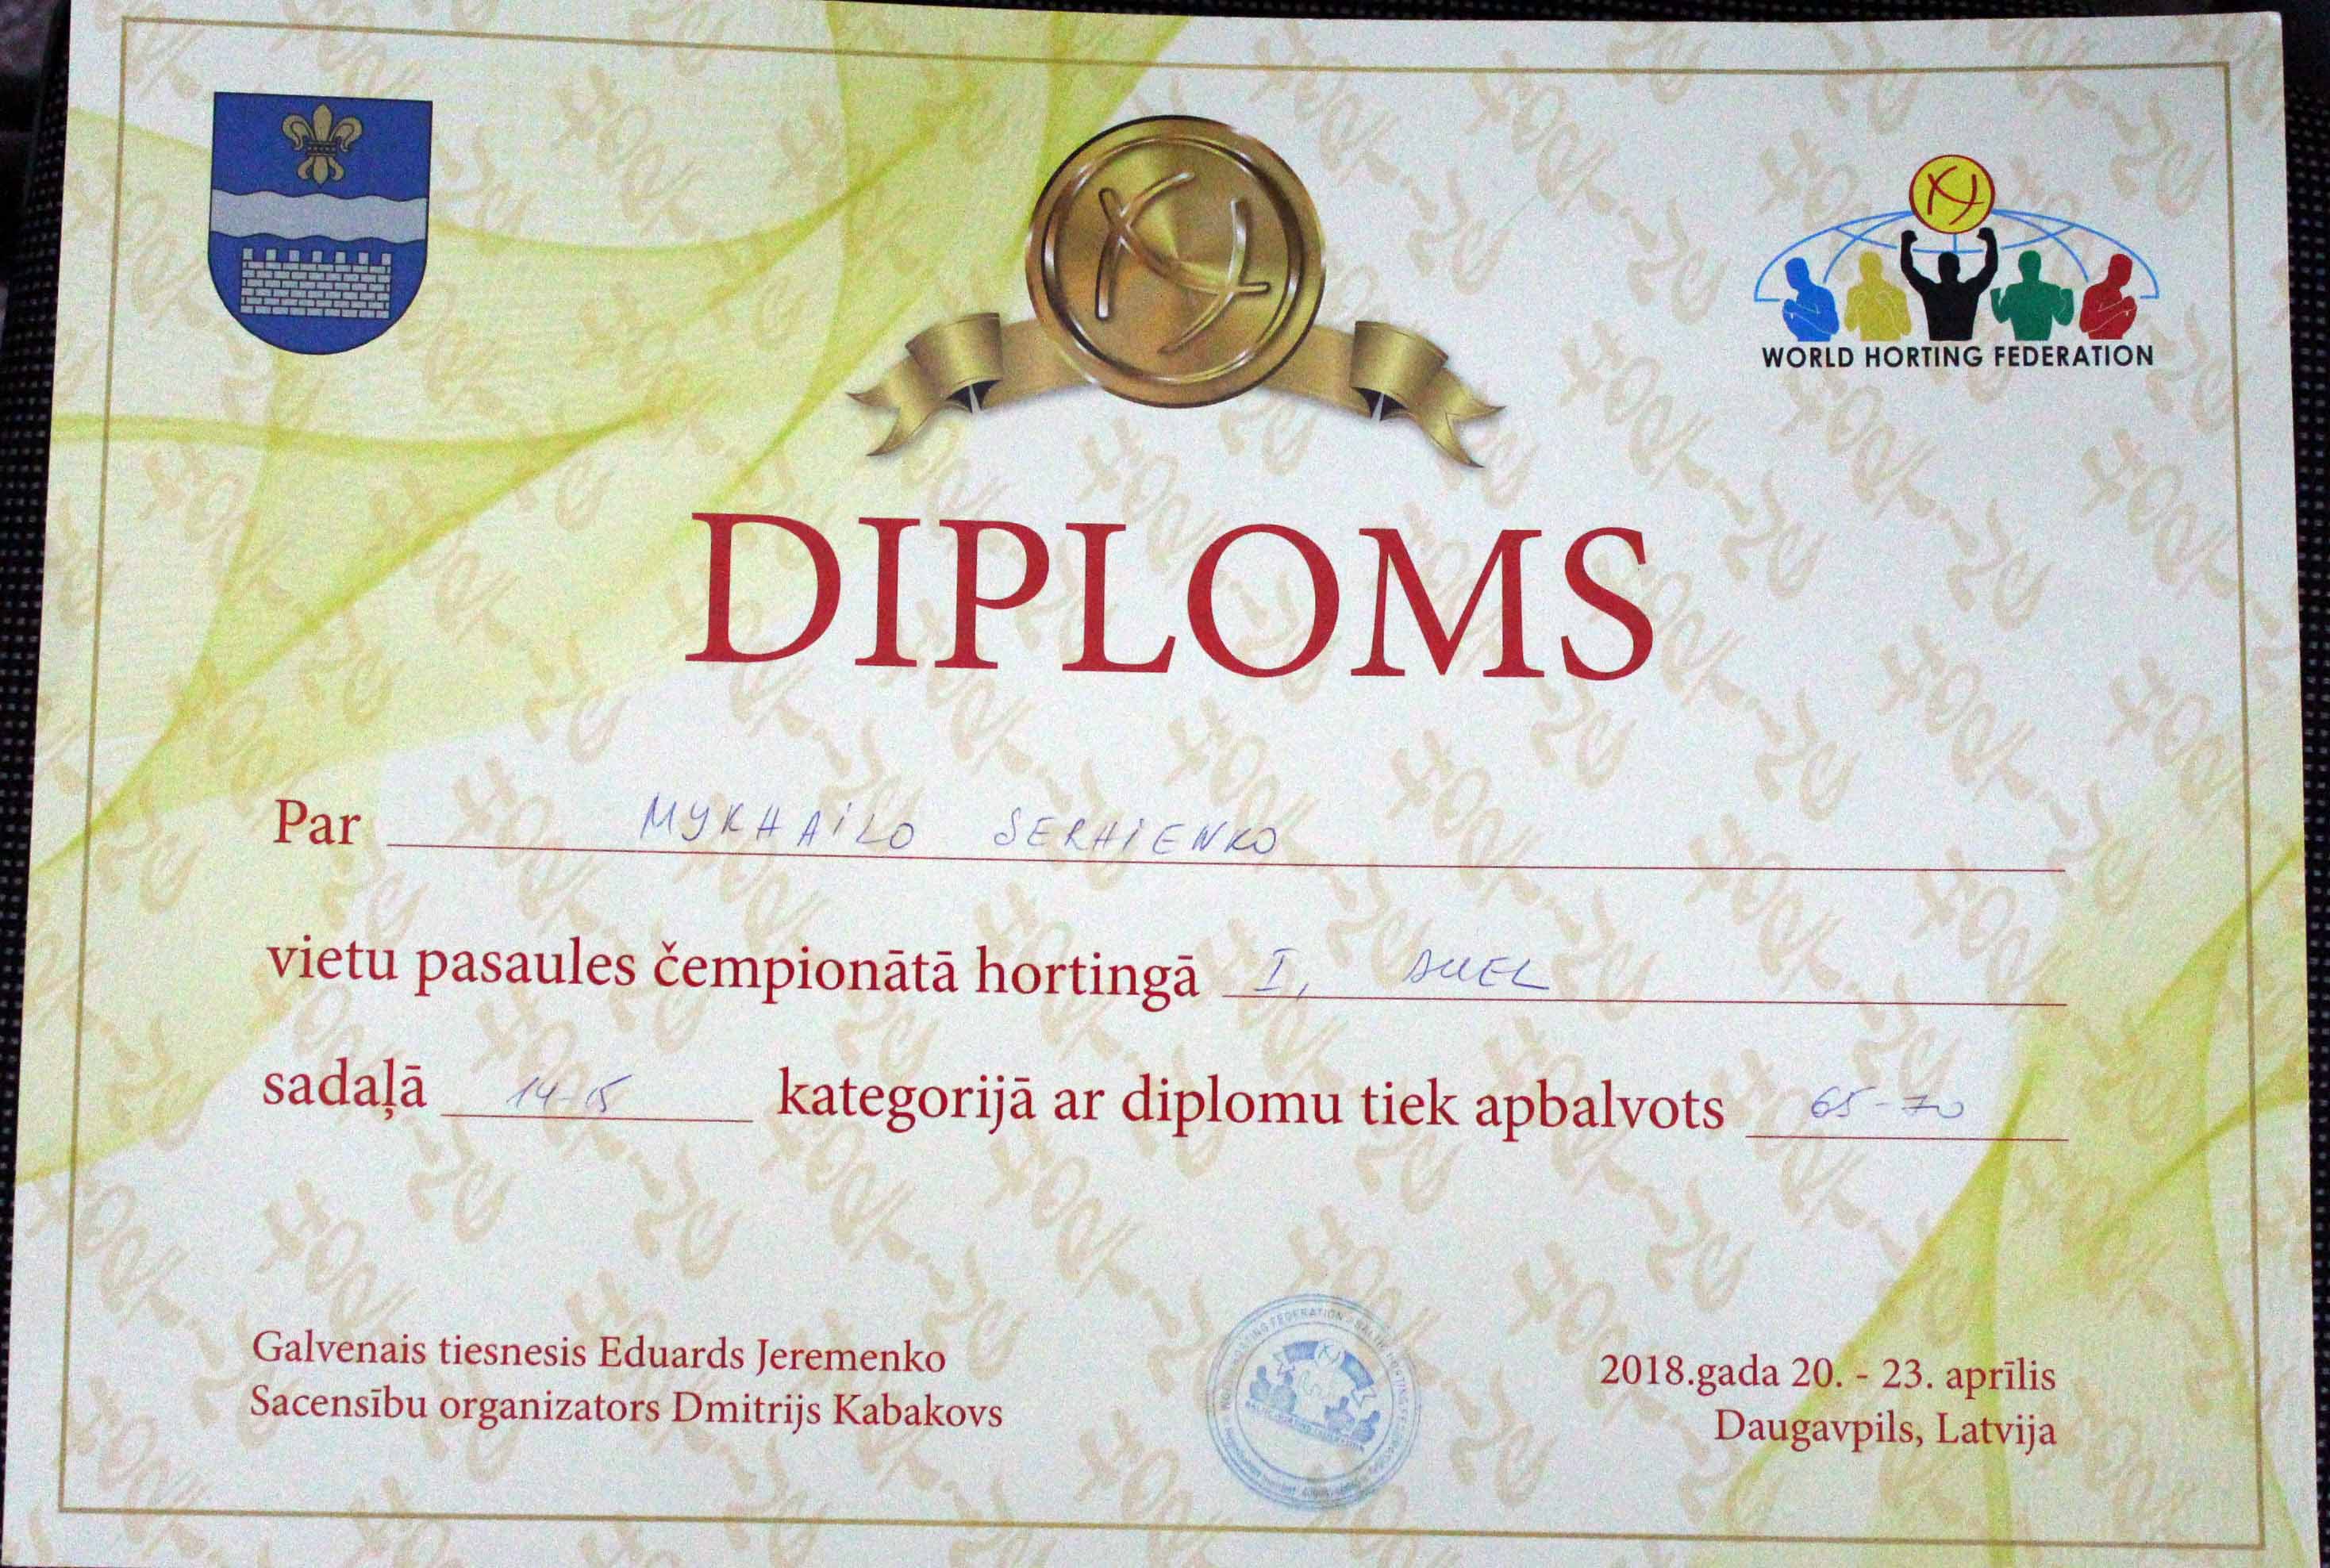 WORLD HORTING FEDERATION
DIPLOMS
Par MYKHAILO SERHIENKO
vietu pasaules čempionātā hortingā I, DUEL
sadaļā 14-15 kategorijā ar diplomu tiek apbalvots 65-70
Galvenais tiesnesis Eduards Jeremenko
Sacensību organizators Dmitrijs Kabakovs
2018.gada 20. - 23. aprīlis
Daugavpils, Latvija